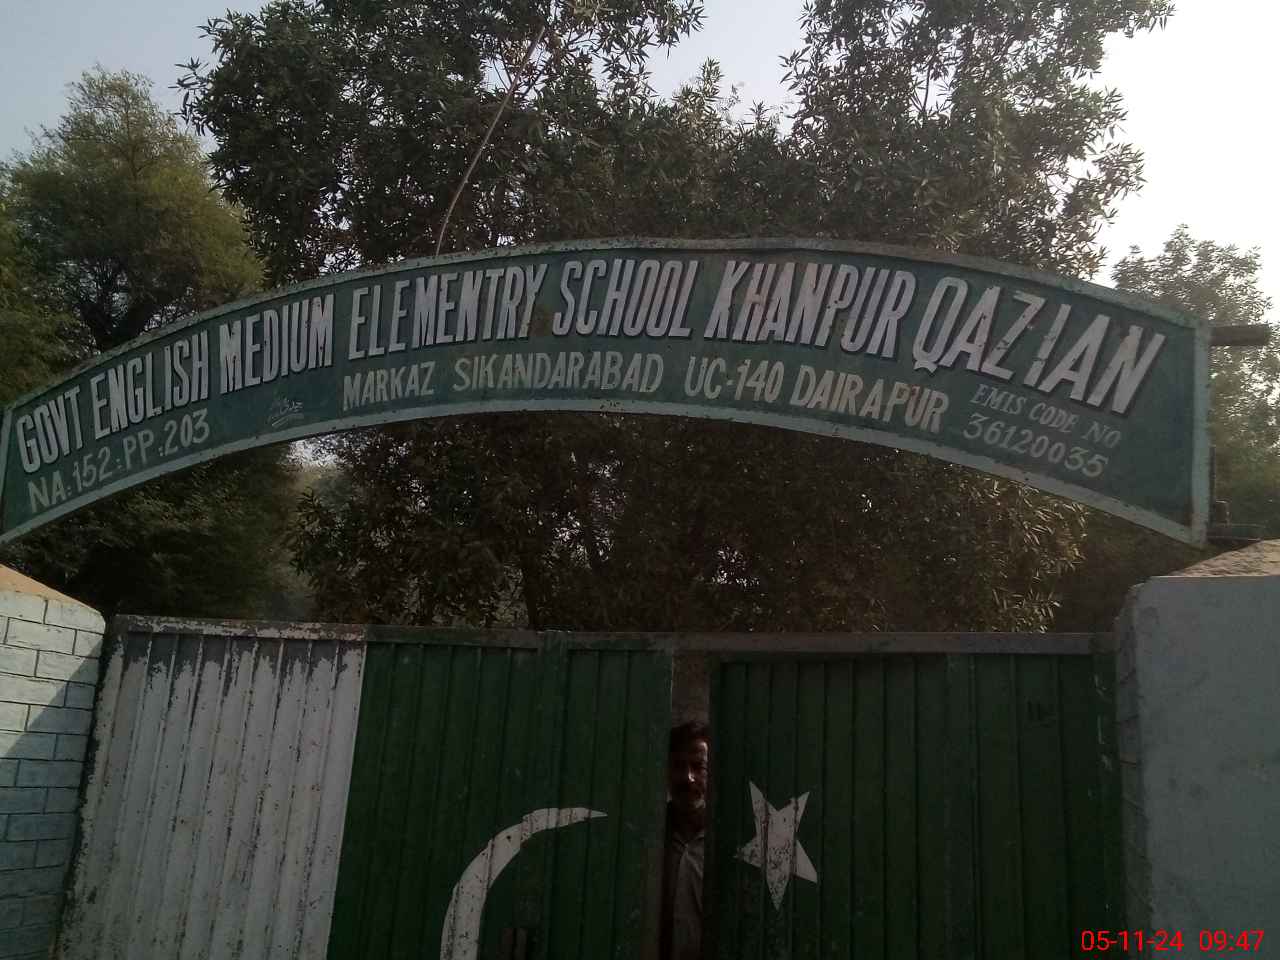 GOVT ENGLISH MEDIUM ELEMENTRY SCHOOL KHANPUR QAZIAN
NA:152:PP:203
MARKAZ SIKANDARABAD UC-140 DAIRAPUR
EMIS CODE NO
36120035
05-11-24 09:47